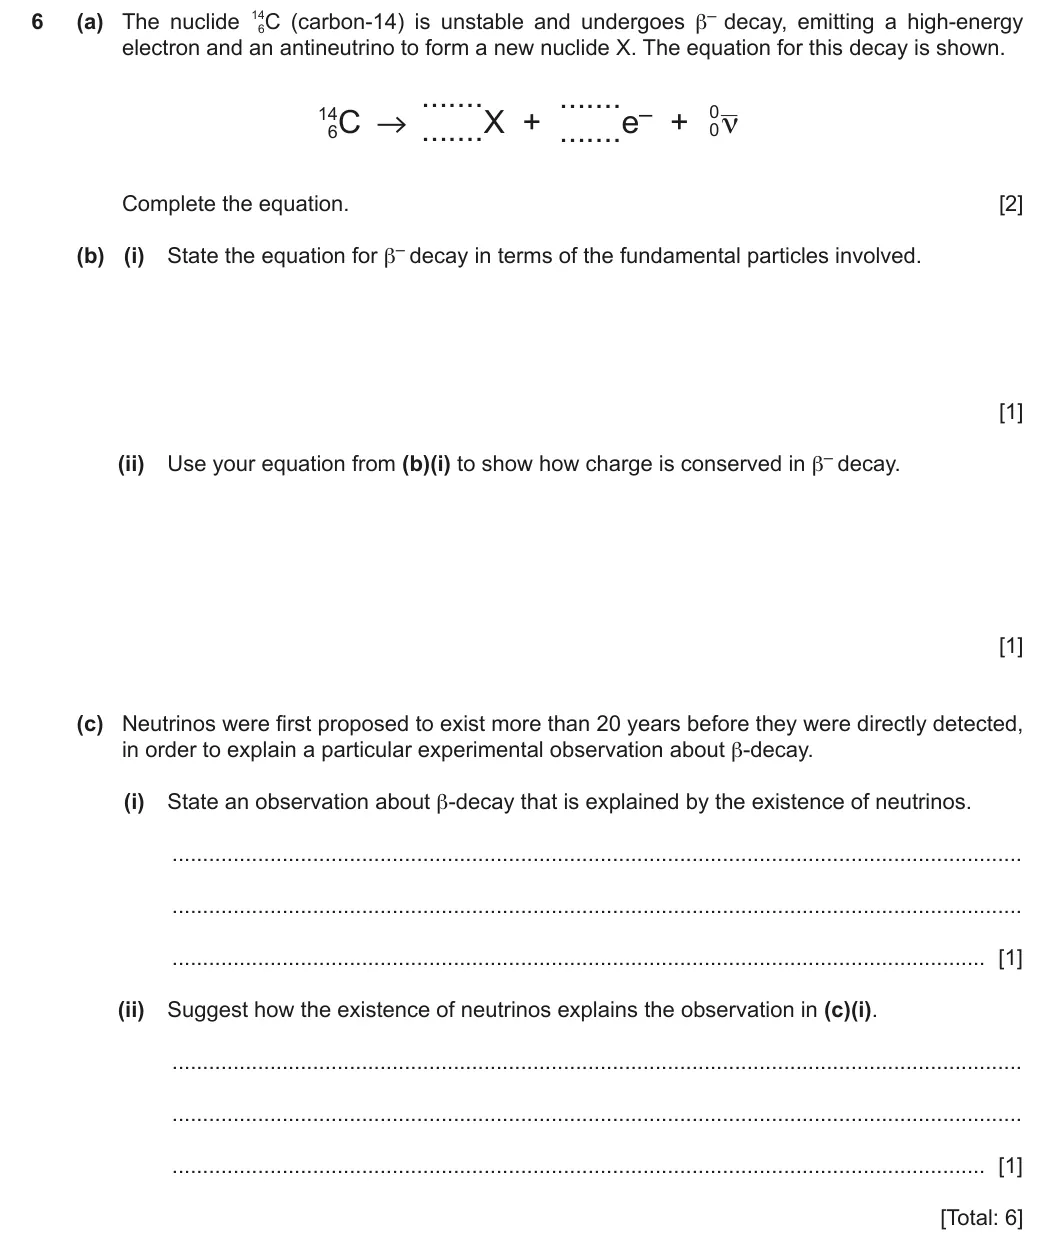 6 (a) The nuclide ¹⁴₆C (carbon-14) is unstable and undergoes β⁻ decay, emitting a high-energy
electron and an antineutrino to form a new nuclide X. The equation for this decay is shown.
¹⁴₆C → ....... ....... X + ....... ....... e⁻ + ⁰₀ν̅
Complete the equation. [2]
(b) (i) State the equation for β⁻ decay in terms of the fundamental particles involved.
[1]
(ii) Use your equation from (b)(i) to show how charge is conserved in β⁻ decay.
[1]
(c) Neutrinos were first proposed to exist more than 20 years before they were directly detected,
in order to explain a particular experimental observation about β-decay.
(i) State an observation about β-decay that is explained by the existence of neutrinos.
...................................................................................................................................
...................................................................................................................................
.............................................................................................................................. [1]
(ii) Suggest how the existence of neutrinos explains the observation in (c)(i).
...................................................................................................................................
...................................................................................................................................
.............................................................................................................................. [1]
[Total: 6]